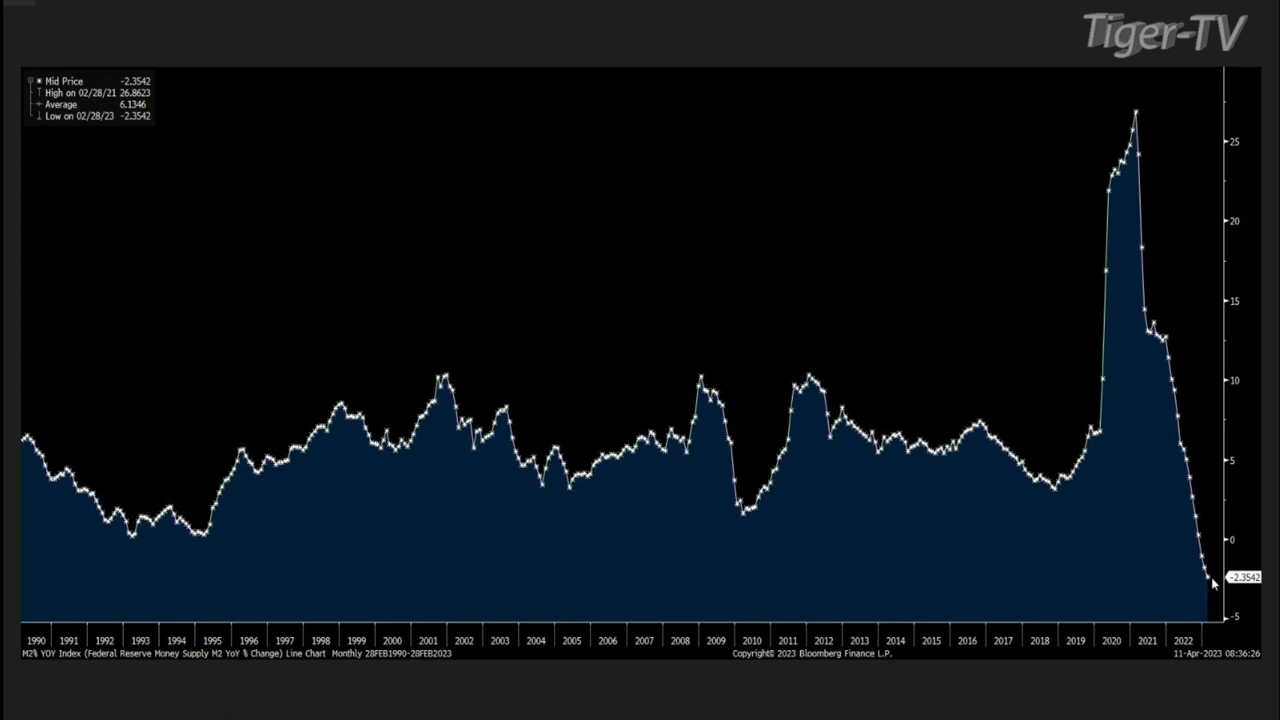 Tiger-TV
Mid Price -2.3542
High on 02/28/21 26.8623
Average 6.1346
Low on 02/28/23 -2.3542
25
20
15
10
5
0
-2.3542
-5
1990 1991 1992 1993 1994 1995 1996 1997 1998 1999 2000 2001 2002 2003 2004 2005 2006 2007 2008 2009 2010 2011 2012 2013 2014 2015 2016 2017 2018 2019 2020 2021 2022
M2% YOY Index (Federal Reserve Money Supply M2 YoY % Change) Line Chart Monthly 28FEB1990-28FEB2023 Copyright© 2023 Bloomberg Finance L.P. 11-Apr-2023 08:36:26